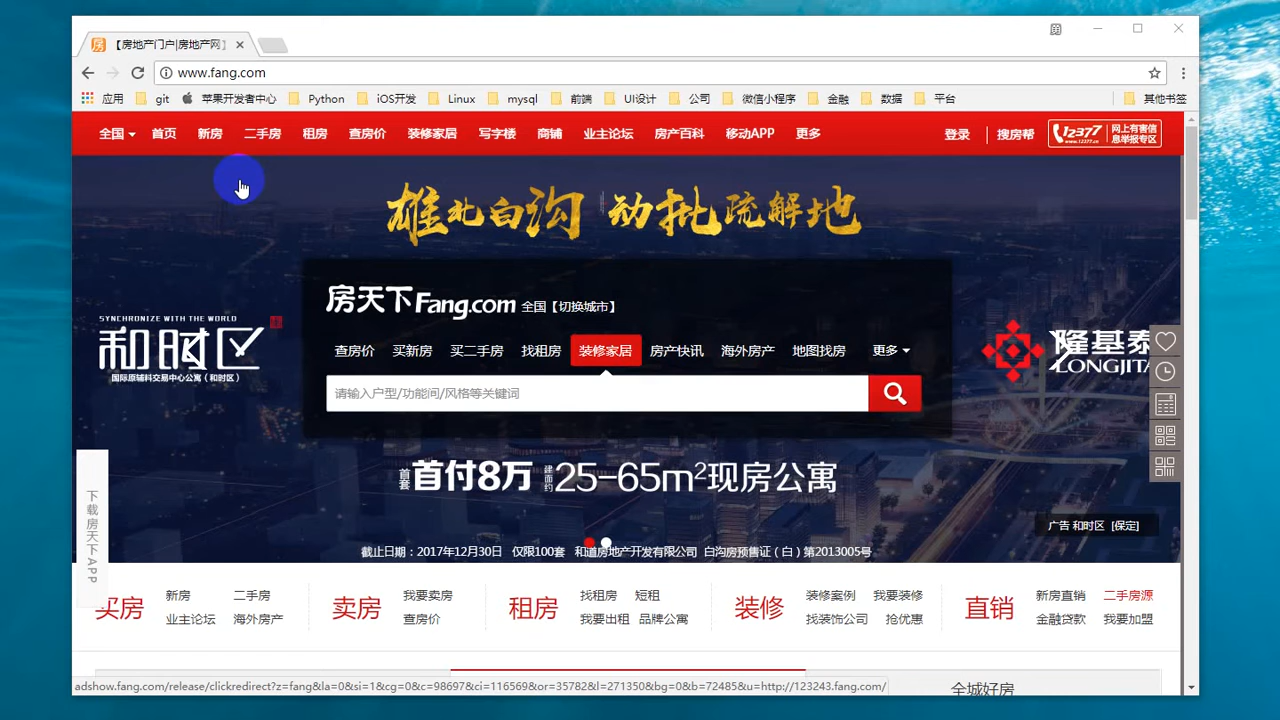 【房地产门户|房地产网】
www.fang.com
应用 git 苹果开发者中心 Python iOS开发 Linux mysql 前端 UI设计 公司 微信小程序 金融 数据 平台 其他书签
全国 首页 新房 二手房 租房 查房价 装修家居 写字楼 商铺 业主论坛 房产百科 移动APP 更多 登录 搜房帮 12377 网上有害信
www.12377.cn 息举报专区
雄北白沟 动批疏解地
房天下Fang.com 全国【切换城市】
SYNCHRONIZE WITH THE WORLD
和时区
国际原辅料交易中心公寓（和时区）
隆基泰
LONGJITA
查房价 买新房 买二手房 找租房 装修家居 房产快讯 海外房产 地图找房 更多
请输入户型/功能间/风格等关键词
首套 首付8万 建面约 25-65m²现房公寓
下载房天下APP
广告 和时区 [保定]
截止日期：2017年12月30日 仅限100套 和道房地产开发有限公司 白沟房预售证（白）第2013005号
买房 新房 二手房 卖房 我要卖房 租房 找租房 短租 装修 装修案例 我要装修 直销 新房直销 二手房源
业主论坛 海外房产 查房价 我要出租 品牌公寓 找装饰公司 抢优惠 金融贷款 我要加盟
adshow.fang.com/release/clickredirect?z=fang&la=0&si=1&cg=0&c=98697&ci=116569&or=35782&l=271350&bg=0&b=72485&u=http://123243.fang.com/
全城好房